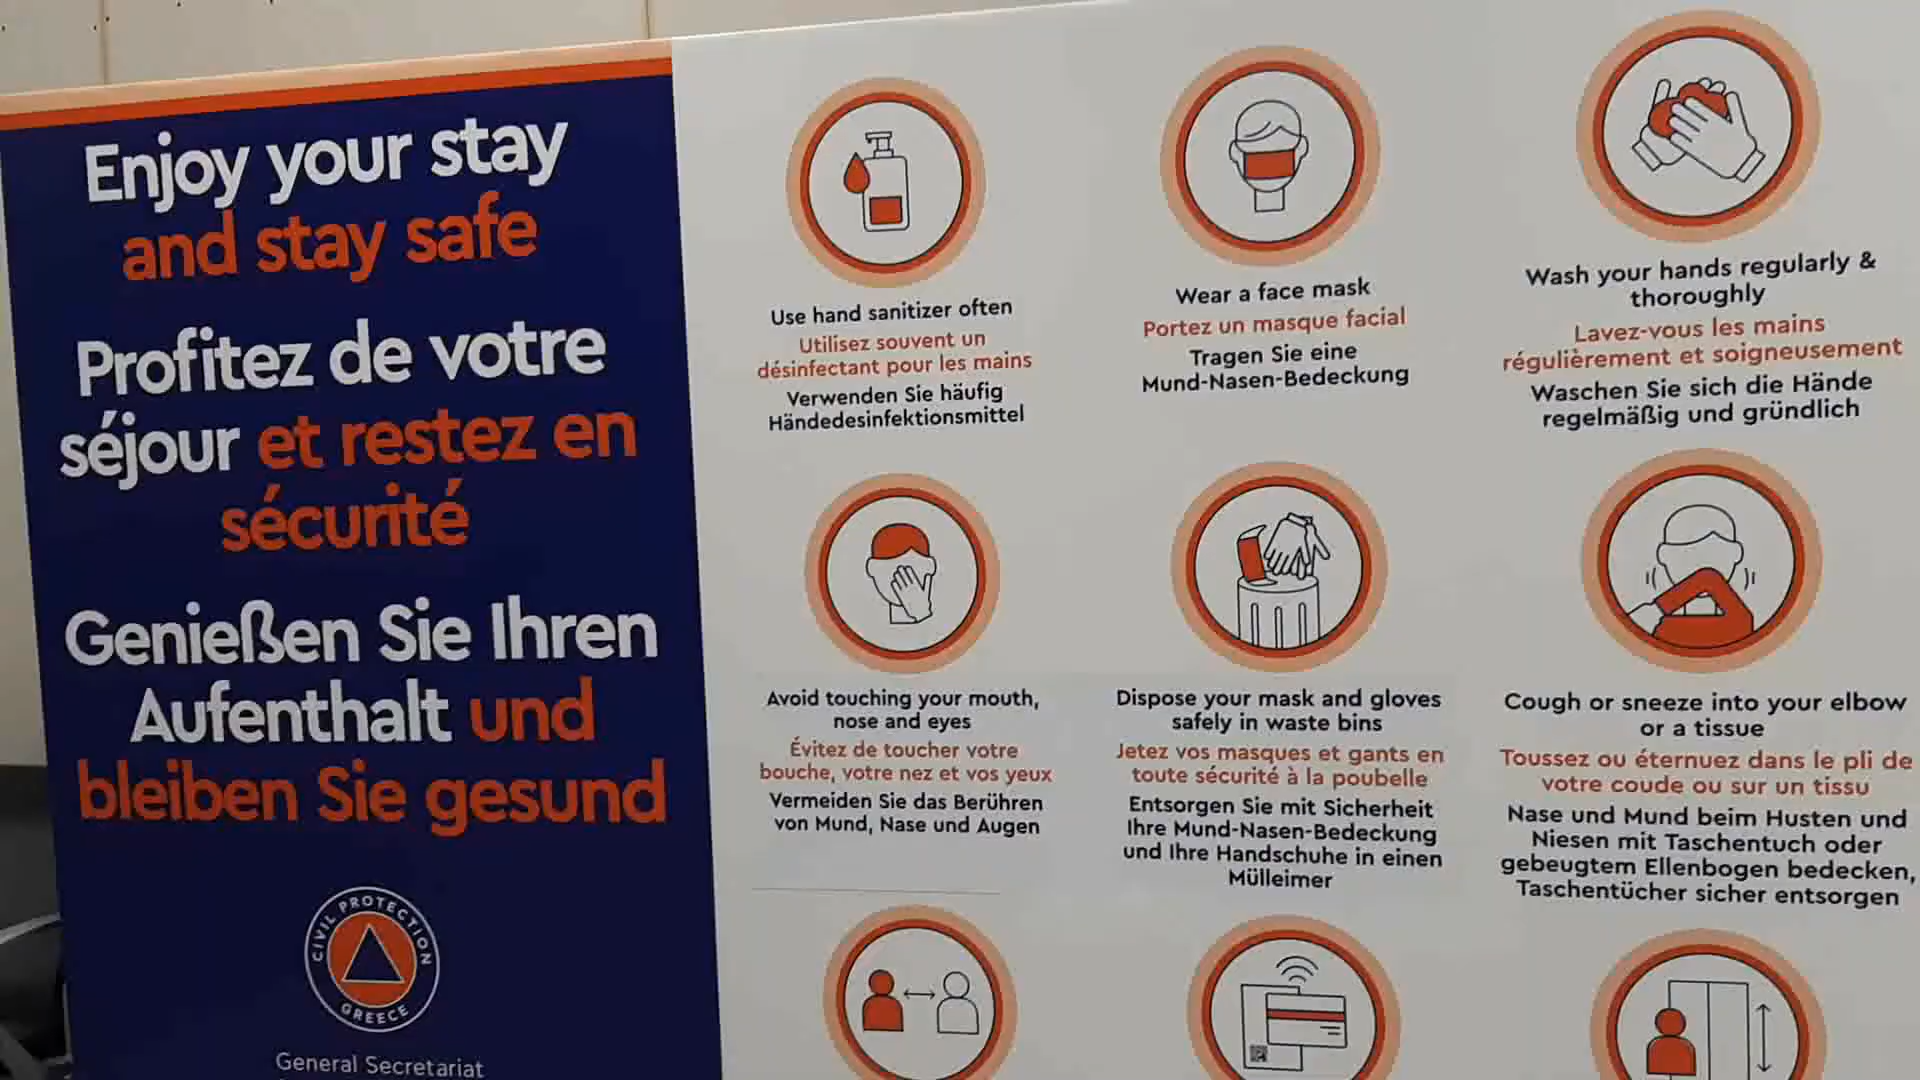 Enjoy your stay
and stay safe
Profitez de votre
séjour et restez en
sécurité
Genießen Sie Ihren
Aufenthalt und
bleiben Sie gesund
CIVIL PROTECTION
GREECE
General Secretariat
Use hand sanitizer often
Utilisez souvent un
désinfectant pour les mains
Verwenden Sie häufig
Händedesinfektionsmittel
Wear a face mask
Portez un masque facial
Tragen Sie eine
Mund-Nasen-Bedeckung
Wash your hands regularly &
thoroughly
Lavez-vous les mains
régulièrement et soigneusement
Waschen Sie sich die Hände
regelmäßig und gründlich
Avoid touching your mouth,
nose and eyes
Évitez de toucher votre
bouche, votre nez et vos yeux
Vermeiden Sie das Berühren
von Mund, Nase und Augen
Dispose your mask and gloves
safely in waste bins
Jetez vos masques et gants en
toute sécurité à la poubelle
Entsorgen Sie mit Sicherheit
Ihre Mund-Nasen-Bedeckung
und Ihre Handschuhe in einen
Mülleimer
Cough or sneeze into your elbow
or a tissue
Toussez ou éternuez dans le pli de
votre coude ou sur un tissu
Nase und Mund beim Husten und
Niesen mit Taschentuch oder
gebeugtem Ellenbogen bedecken,
Taschentücher sicher entsorgen